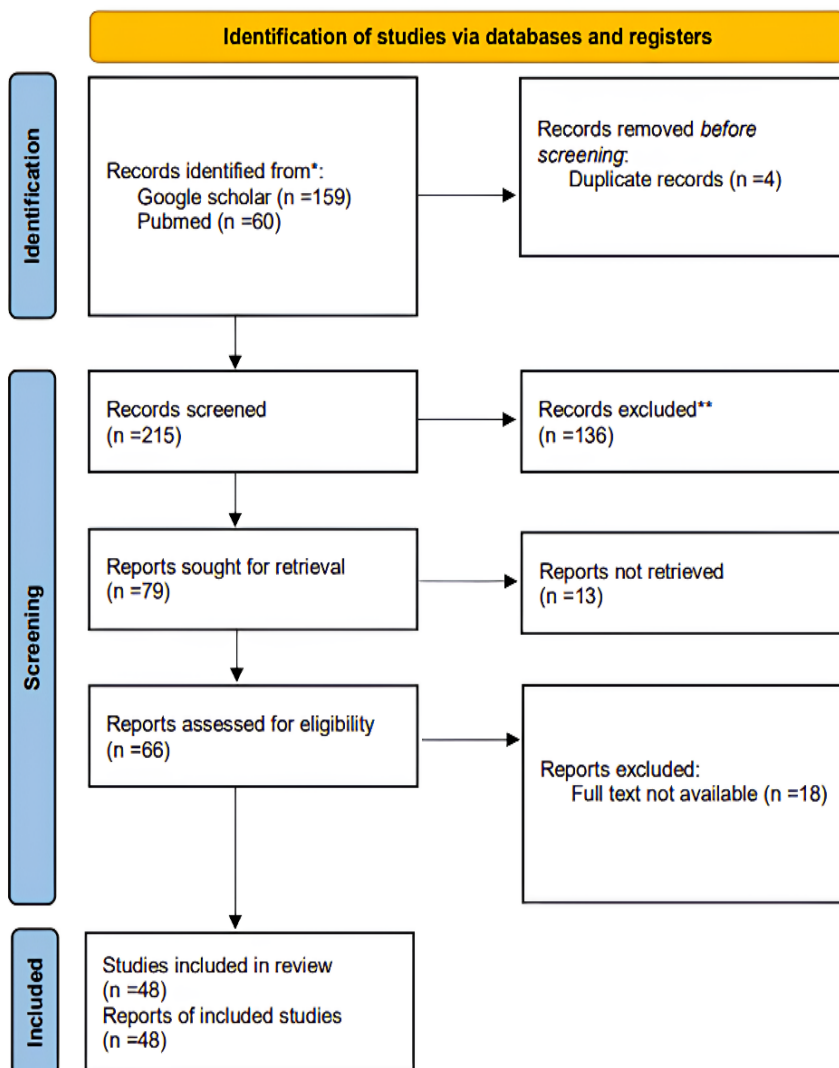 Identification of studies via databases and registers
Identification
Records identified from*:
Google scholar (n =159)
Pubmed (n =60)
Records removed before
screening:
Duplicate records (n =4)
Screening
Records screened
(n =215)
Records excluded**
(n =136)
Reports sought for retrieval
(n =79)
Reports not retrieved
(n =13)
Reports assessed for eligibility
(n =66)
Reports excluded:
Full text not available (n =18)
Included
Studies included in review
(n =48)
Reports of included studies
(n =48)